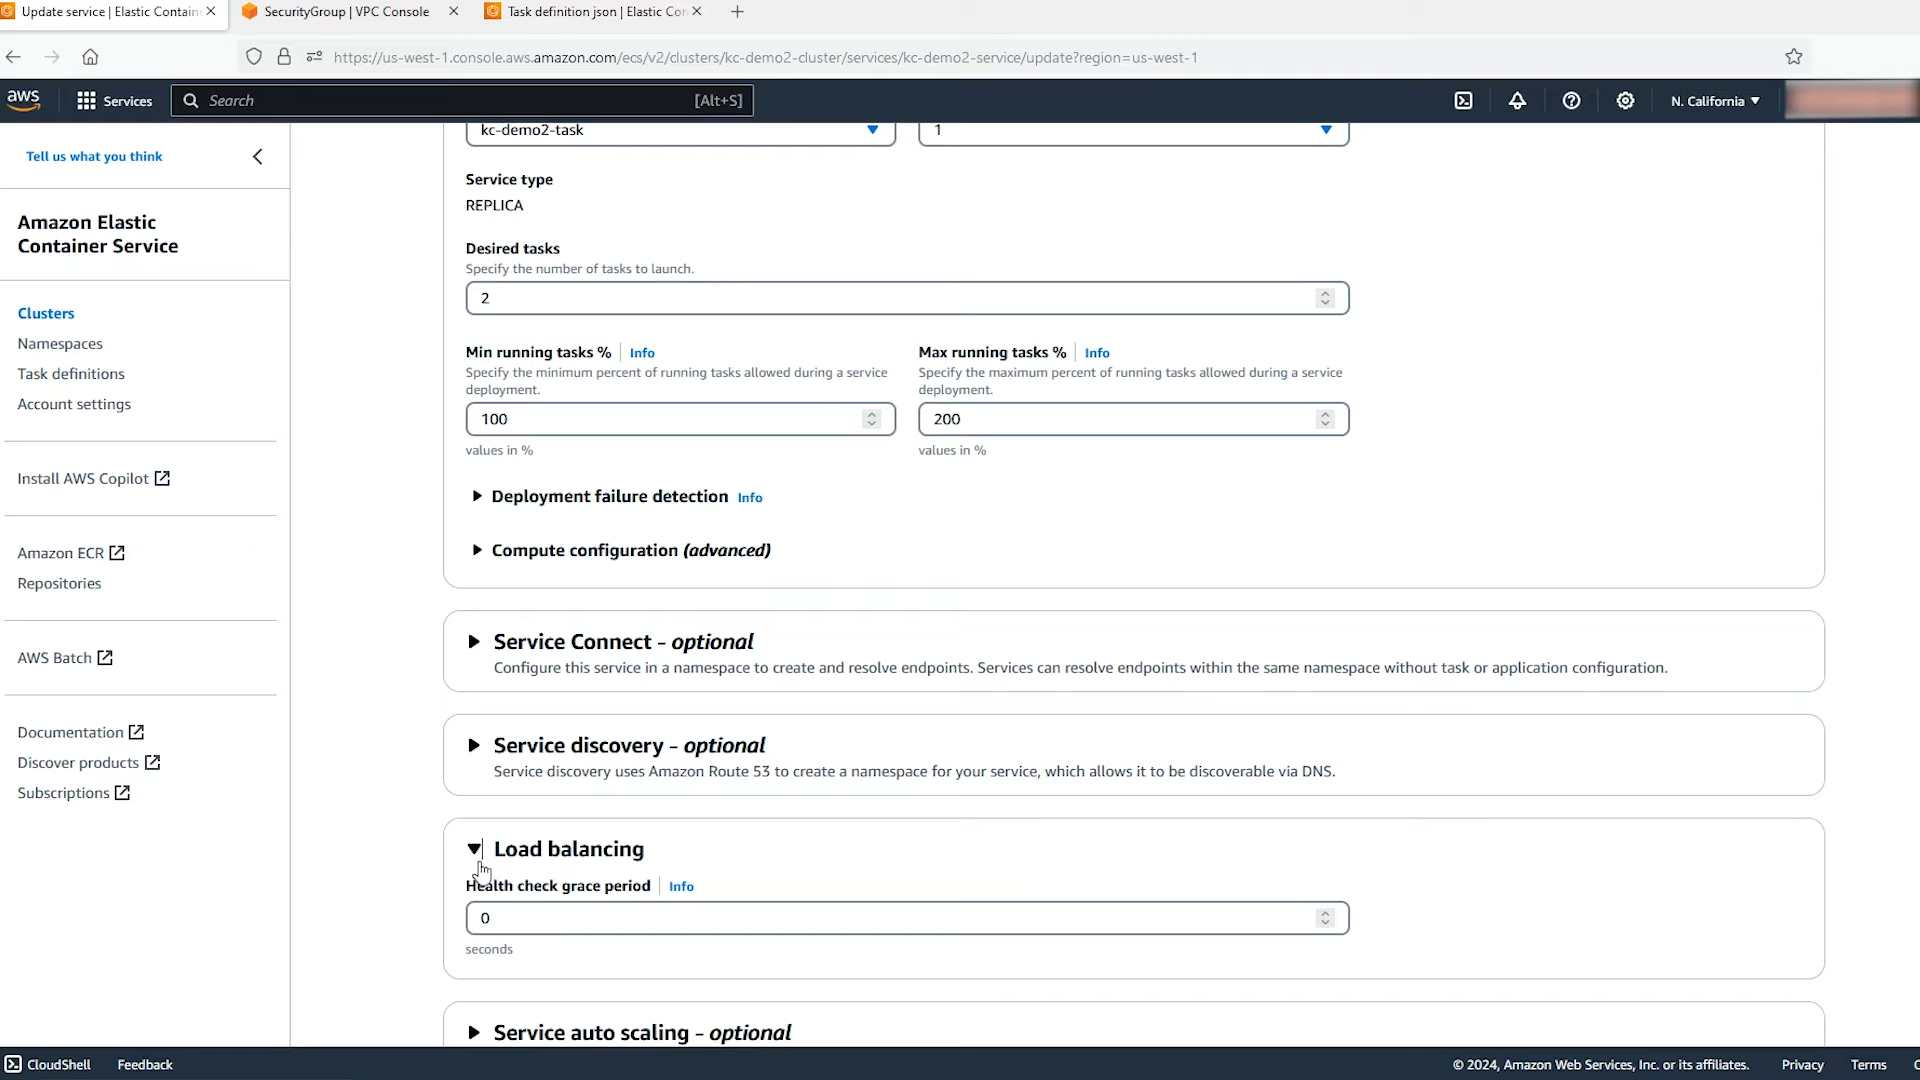 Update service | Elastic Contain
SecurityGroup | VPC Console
Task definition json | Elastic Con
https://us-west-1.console.aws.amazon.com/ecs/v2/clusters/kc-demo2-cluster/services/kc-demo2-service/update?region=us-west-1
aws
Services
Search
[Alt+S]
N. California
Tell us what you think
Amazon Elastic
Container Service
Clusters
Namespaces
Task definitions
Account settings
Install AWS Copilot
Amazon ECR
Repositories
AWS Batch
Documentation
Discover products
Subscriptions
kc-demo2-task
1
Service type
REPLICA
Desired tasks
Specify the number of tasks to launch.
2
Min running tasks % Info
Specify the minimum percent of running tasks allowed during a service
deployment.
100
values in %
Max running tasks % Info
Specify the maximum percent of running tasks allowed during a service
deployment.
200
values in %
Deployment failure detection Info
Compute configuration (advanced)
Service Connect - optional
Configure this service in a namespace to create and resolve endpoints. Services can resolve endpoints within the same namespace without task or application configuration.
Service discovery - optional
Service discovery uses Amazon Route 53 to create a namespace for your service, which allows it to be discoverable via DNS.
Load balancing
Health check grace period Info
0
seconds
Service auto scaling - optional
CloudShell
Feedback
© 2024, Amazon Web Services, Inc. or its affiliates.
Privacy
Terms